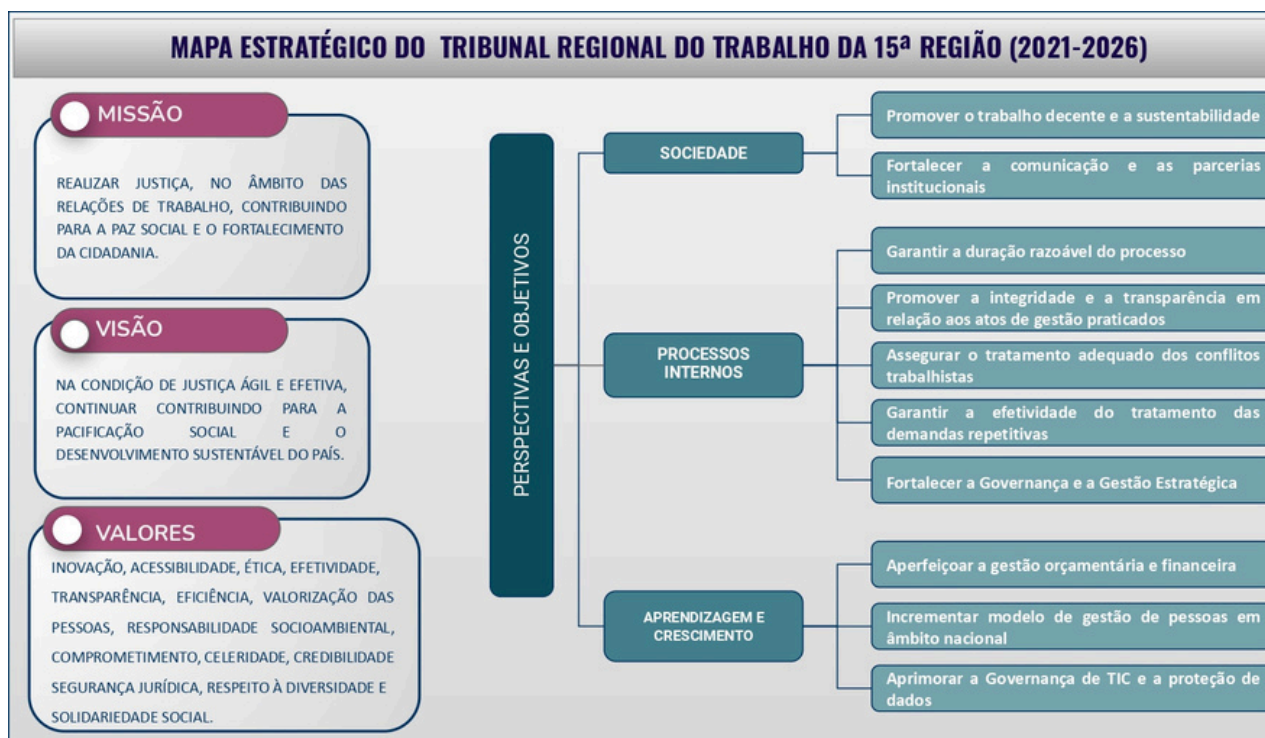 MAPA ESTRATÉGICO DO TRIBUNAL REGIONAL DO TRABALHO DA 15ª REGIÃO (2021-2026)
MISSÃO
REALIZAR JUSTIÇA, NO ÂMBITO DAS
RELAÇÕES DE TRABALHO, CONTRIBUINDO
PARA A PAZ SOCIAL E O FORTALECIMENTO
DA CIDADANIA.
VISÃO
NA CONDIÇÃO DE JUSTIÇA ÁGIL E EFETIVA,
CONTINUAR CONTRIBUINDO PARA A
PACIFICAÇÃO SOCIAL E O
DESENVOLVIMENTO SUSTENTÁVEL DO PAÍS.
VALORES
INOVAÇÃO, ACESSIBILIDADE, ÉTICA, EFETIVIDADE,
TRANSPARÊNCIA, EFICIÊNCIA, VALORIZAÇÃO DAS
PESSOAS, RESPONSABILIDADE SOCIOAMBIENTAL,
COMPROMETIMENTO, CELERIDADE, CREDIBILIDADE
SEGURANÇA JURÍDICA, RESPEITO À DIVERSIDADE E
SOLIDARIEDADE SOCIAL.
PERSPECTIVAS E OBJETIVOS
SOCIEDADE
Promover o trabalho decente e a sustentabilidade
Fortalecer a comunicação e as parcerias
institucionais
PROCESSOS
INTERNOS
Garantir a duração razoável do processo
Promover a integridade e a transparência em
relação aos atos de gestão praticados
Assegurar o tratamento adequado dos conflitos
trabalhistas
Garantir a efetividade do tratamento das
demandas repetitivas
Fortalecer a Governança e a Gestão Estratégica
APRENDIZAGEM E
CRESCIMENTO
Aperfeiçoar a gestão orçamentária e financeira
Incrementar modelo de gestão de pessoas em
âmbito nacional
Aprimorar a Governança de TIC e a proteção de
dados